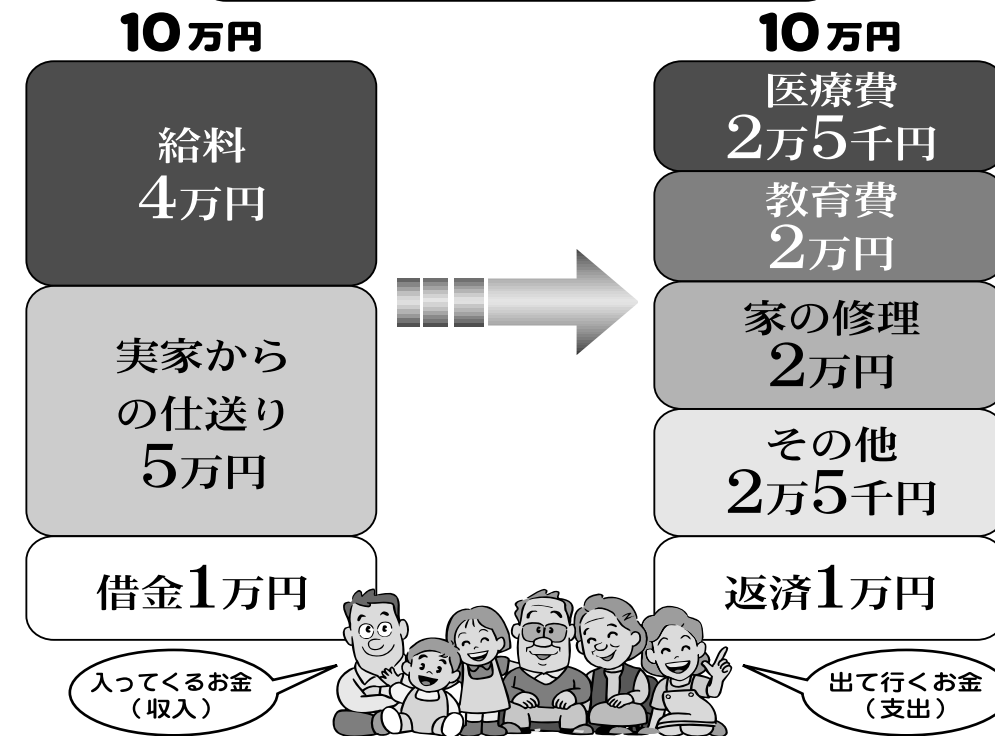 10万円
給料
4万円
実家から
の仕送り
5万円
借金1万円
入ってくるお金
（収入）
10万円
医療費
2万5千円
教育費
2万円
家の修理
2万円
その他
2万5千円
返済1万円
出て行くお金
（支出）